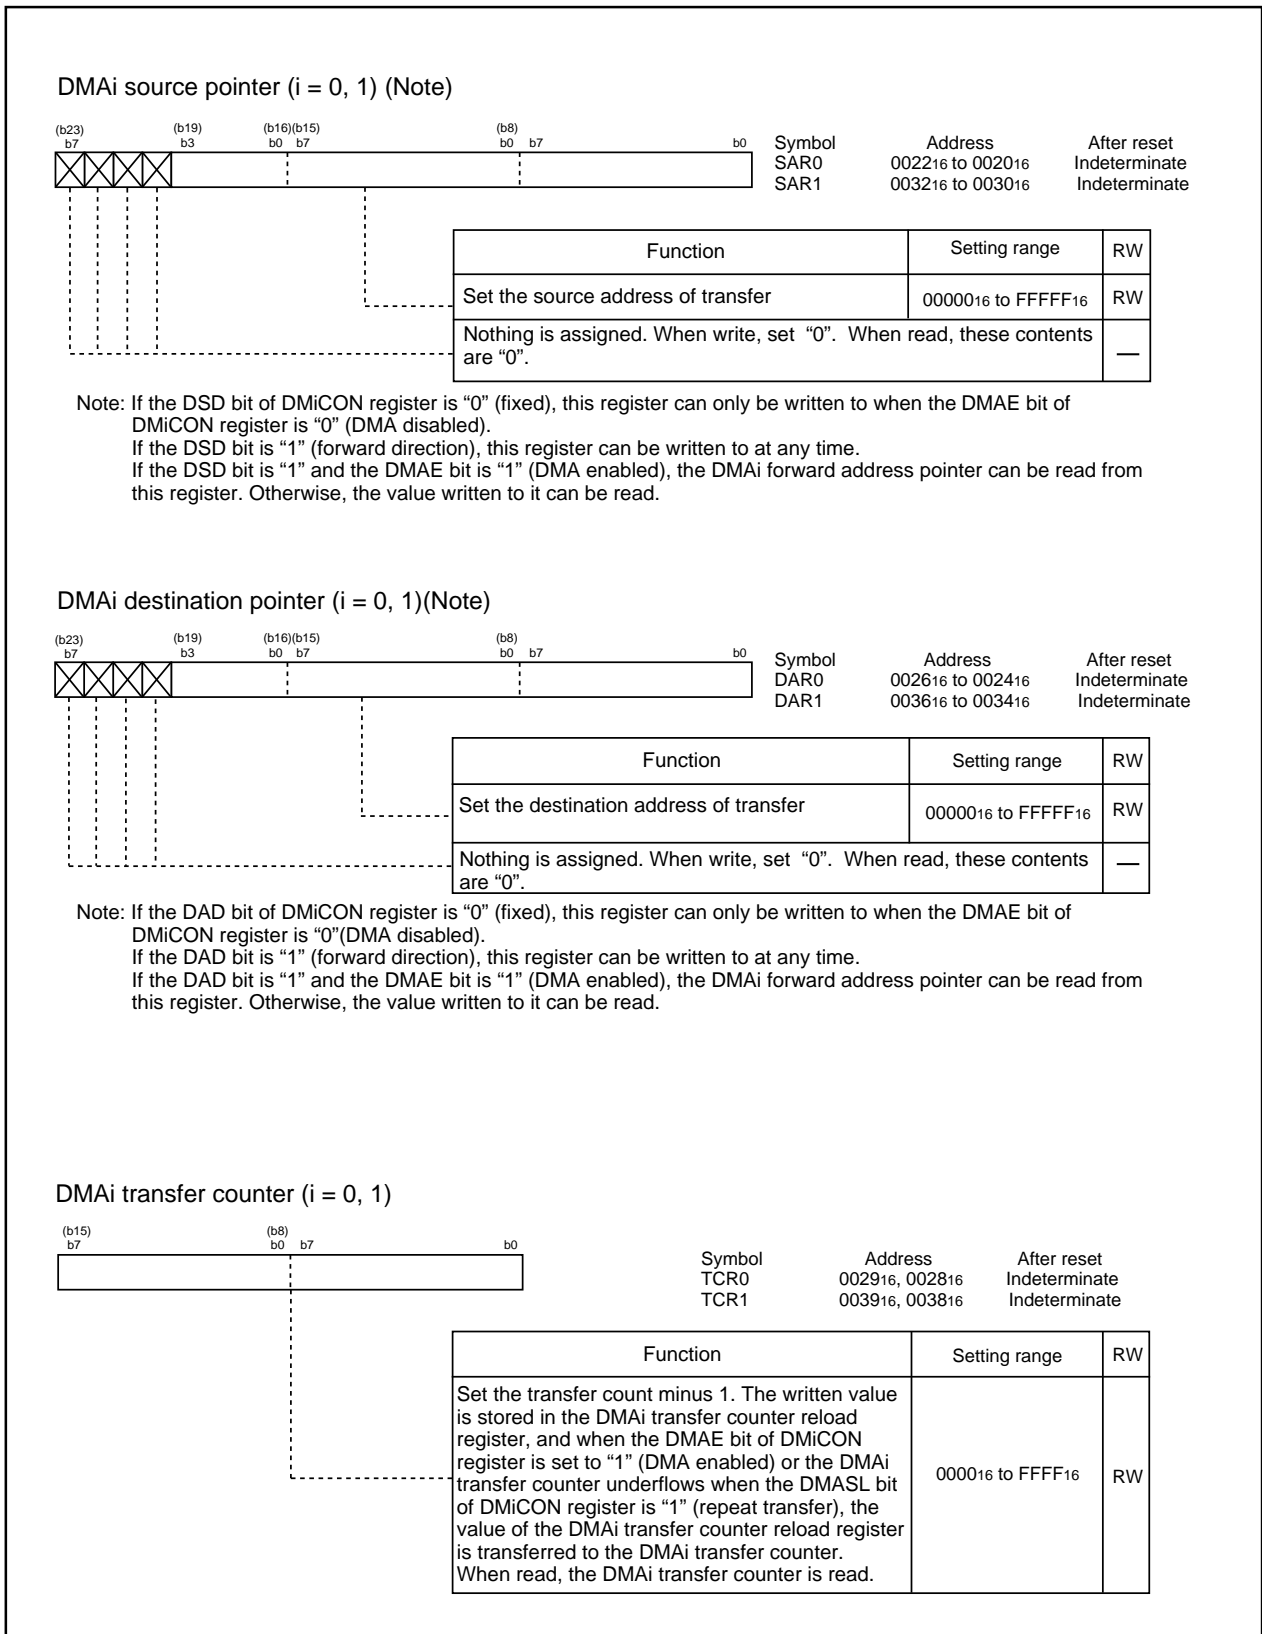 DMAi source pointer (i = 0, 1) (Note)
(b23) (b19) (b16)(b15) (b8)
b7 b3 b0 b7 b0 b7 b0
Symbol Address After reset
SAR0 002216 to 002016 Indeterminate
SAR1 003216 to 003016 Indeterminate
Function Setting range RW
Set the source address of transfer 0000016 to FFFFF16 RW
Nothing is assigned. When write, set “0”. When read, these contents
are “0”. —
Note: If the DSD bit of DMiCON register is “0” (fixed), this register can only be written to when the DMAE bit of
DMiCON register is “0” (DMA disabled).
If the DSD bit is “1” (forward direction), this register can be written to at any time.
If the DSD bit is “1” and the DMAE bit is “1” (DMA enabled), the DMAi forward address pointer can be read from
this register. Otherwise, the value written to it can be read.
DMAi destination pointer (i = 0, 1)(Note)
(b23) (b19) (b16)(b15) (b8)
b7 b3 b0 b7 b0 b7 b0
Symbol Address After reset
DAR0 002616 to 002416 Indeterminate
DAR1 003616 to 003416 Indeterminate
Function Setting range RW
Set the destination address of transfer 0000016 to FFFFF16 RW
Nothing is assigned. When write, set “0”. When read, these contents
are “0”. —
Note: If the DAD bit of DMiCON register is “0” (fixed), this register can only be written to when the DMAE bit of
DMiCON register is “0”(DMA disabled).
If the DAD bit is “1” (forward direction), this register can be written to at any time.
If the DAD bit is “1” and the DMAE bit is “1” (DMA enabled), the DMAi forward address pointer can be read from
this register. Otherwise, the value written to it can be read.
DMAi transfer counter (i = 0, 1)
(b15) (b8)
b7 b0 b7 b0
Symbol Address After reset
TCR0 002916, 002816 Indeterminate
TCR1 003916, 003816 Indeterminate
Function Setting range RW
Set the transfer count minus 1. The written value
is stored in the DMAi transfer counter reload
register, and when the DMAE bit of DMiCON
register is set to “1” (DMA enabled) or the DMAi
transfer counter underflows when the DMASL bit 000016 to FFFF16 RW
of DMiCON register is “1” (repeat transfer), the
value of the DMAi transfer counter reload register
is transferred to the DMAi transfer counter.
When read, the DMAi transfer counter is read.